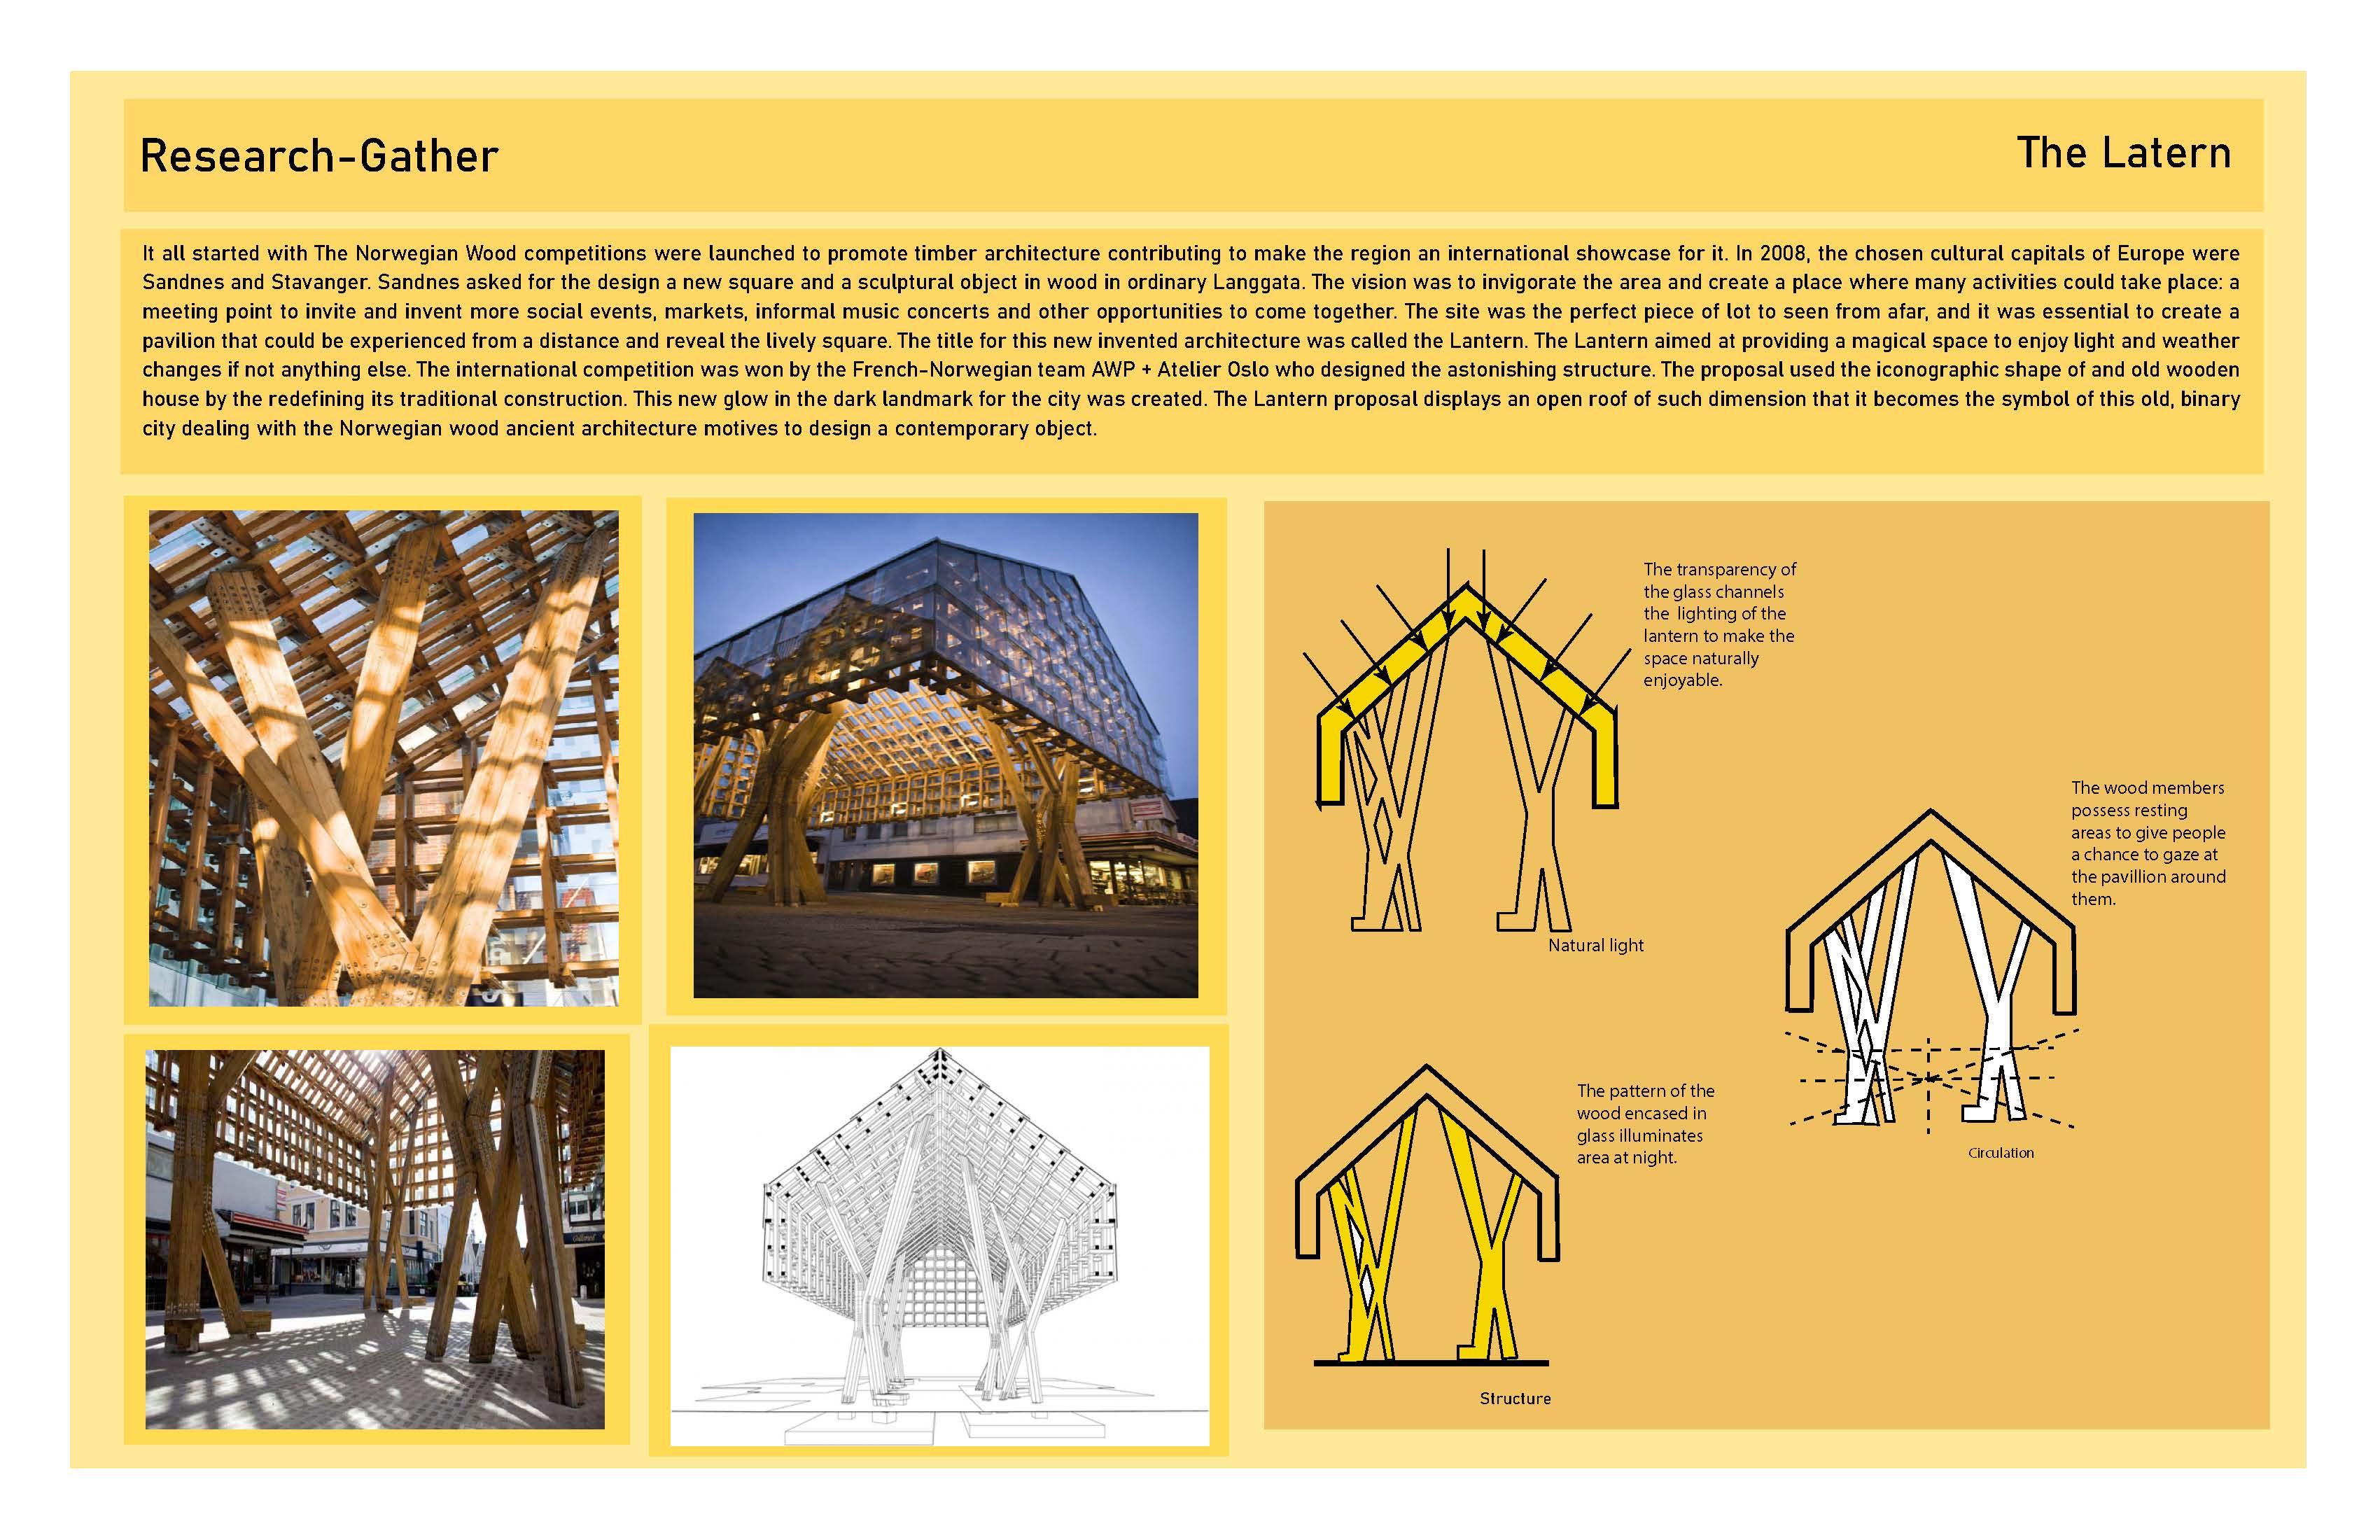 Research-Gather
The Latern
It all started with The Norwegian Wood competitions were launched to promote timber architecture contributing to make the region an international showcase for it. In 2008, the chosen cultural capitals of Europe were
Sandnes and Stavanger. Sandnes asked for the design a new square and a sculptural object in wood in ordinary Langgata. The vision was to invigorate the area and create a place where many activities could take place: a
meeting point to invite and invent more social events, markets, informal music concerts and other opportunities to come together. The site was the perfect piece of lot to seen from afar, and it was essential to create a
pavilion that could be experienced from a distance and reveal the lively square. The title for this new invented architecture was called the Lantern. The Lantern aimed at providing a magical space to enjoy light and weather
changes if not anything else. The international competition was won by the French-Norwegian team AWP + Atelier Oslo who designed the astonishing structure. The proposal used the iconographic shape of and old wooden
house by the redefining its traditional construction. This new glow in the dark landmark for the city was created. The Lantern proposal displays an open roof of such dimension that it becomes the symbol of this old, binary
city dealing with the Norwegian wood ancient architecture motives to design a contemporary object.
The transparency of
the glass channels
the lighting of the
lantern to make the
space naturally
enjoyable.
Natural light
The wood members
possess resting
areas to give people
a chance to gaze at
the pavillion around
them.
Circulation
The pattern of the
wood encased in
glass illuminates
area at night.
Structure